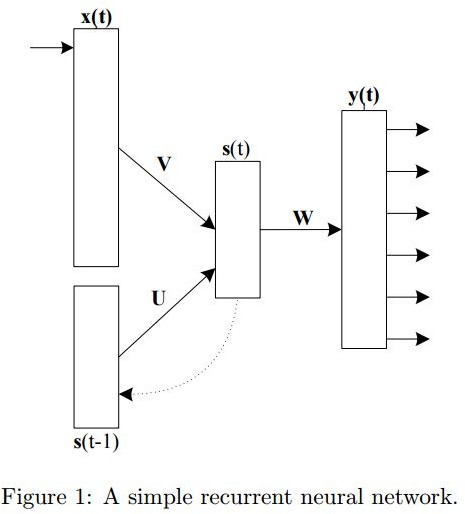 x(t)
y(t)
V
s(t)
W
U
s(t-1)
Figure 1: A simple recurrent neural network.